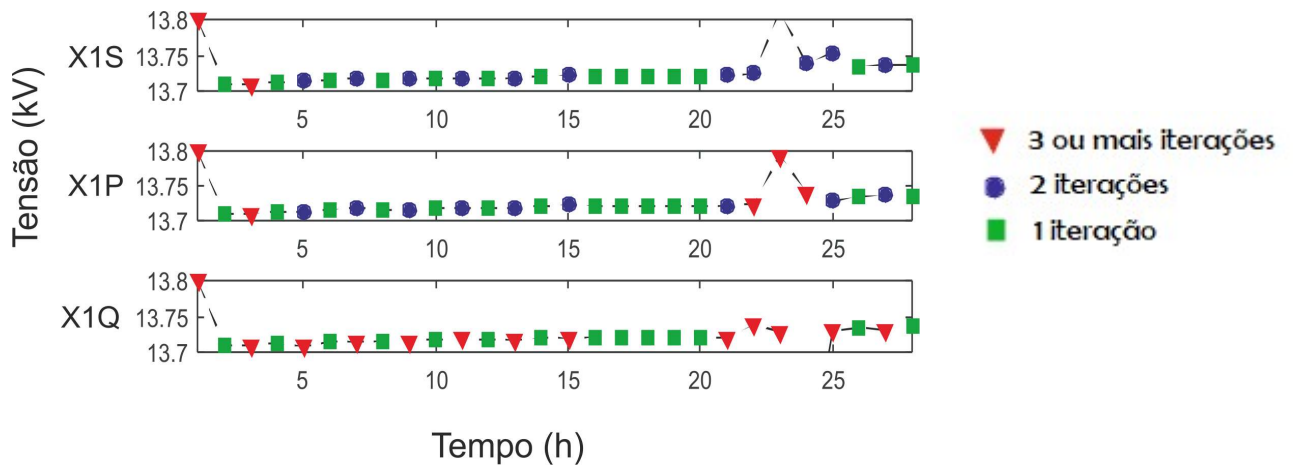 Tensão (kV)
X1S
13.8
13.75
13.7
5 10 15 20 25
X1P
13.8
13.75
13.7
5 10 15 20 25
X1Q
13.8
13.75
13.7
5 10 15 20 25
Tempo (h)
3 ou mais iterações
2 iterações
1 iteração